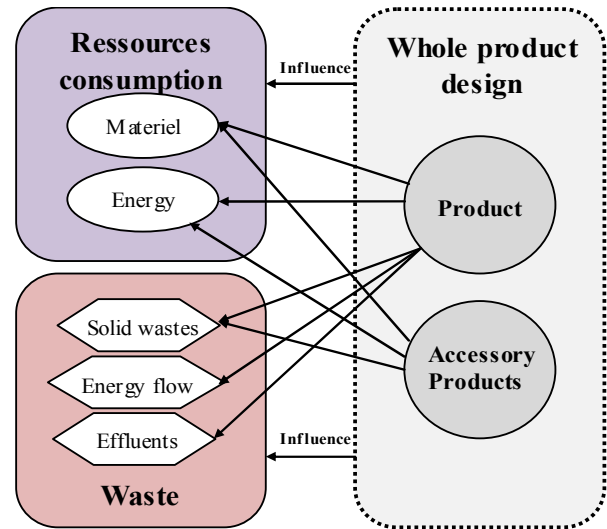 Ressources
consumption
Materiel
Energy
Solid wastes
Energy flow
Effluents
Waste
Influence
Influence
Whole product
design
Product
Accessory
Products